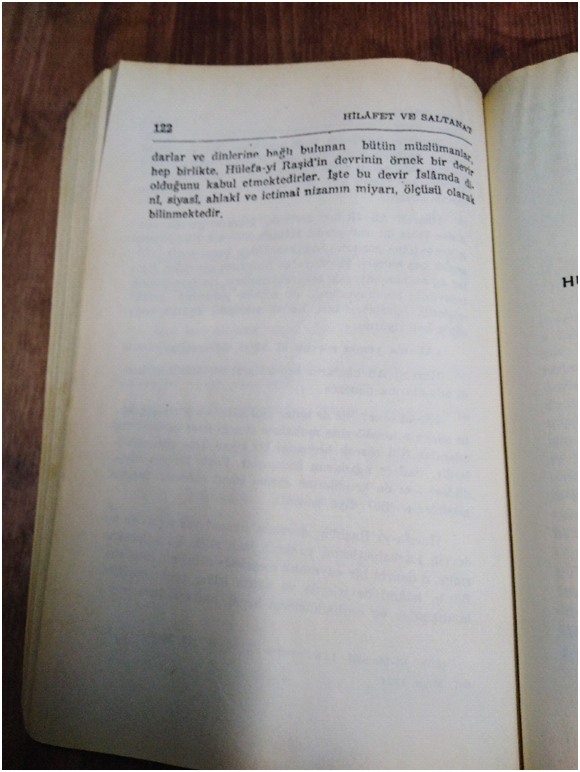 122
HİLÂFET VE SALTANAT
darlar ve dinlerine bağlı bulunan bütün müslümanlar,
hep birlikte, Hülefa-yi Raşid'in devrinin örnek bir devir
olduğunu kabul etmektedirler. İşte bu devir İslâmda di-
nî, siyasî, ahlakî ve ictimaî nizamın miyarı, ölçüsü olarak
bilinmektedir.